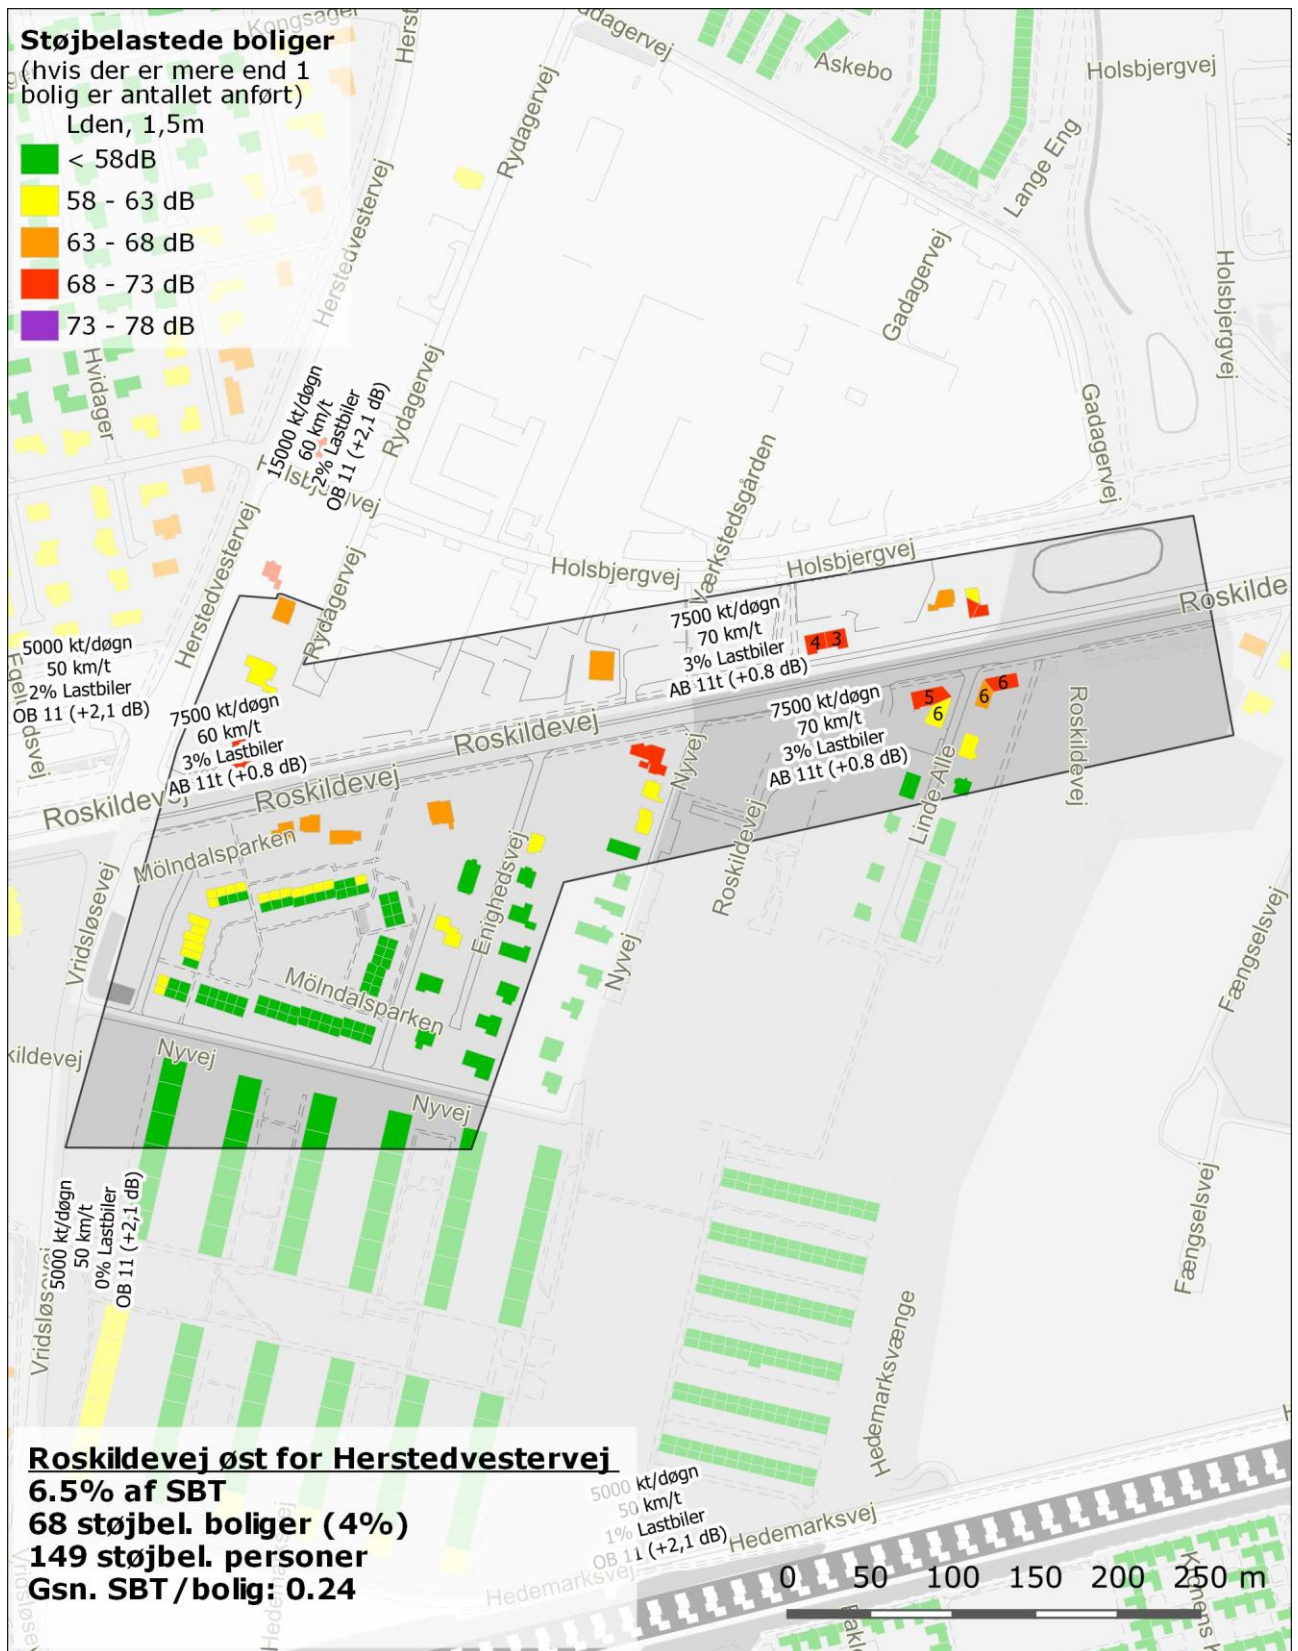 Støjbelastede boliger
(hvis der er mere end 1
bolig er antallet anført)
Lden, 1,5m
< 58dB
58 - 63 dB
63 - 68 dB
68 - 73 dB
73 - 78 dB
Kongsager
Askebo
Holsbjergvej
Rydagervej
Lange Eng
Herstedvestervej
Gadagervej
Holsbjergvej
Hvidager
Rydagervej
Gadagervej
15000 kt/døgn
60 km/t
2% Lastbiler
OB 11 (+2,1 dB)
Værkstedsgården
Herstedvestervej
Rydagervej
Holsbjergvej
Holsbjergvej
Roskilde
5000 kt/døgn
50 km/t
2% Lastbiler
OB 11 (+2,1 dB)
7500 kt/døgn
70 km/t
3% Lastbiler
AB 11t (+0.8 dB)
4 3
7500 kt/døgn
60 km/t
3% Lastbiler
AB 11t (+0.8 dB)
7500 kt/døgn
70 km/t
3% Lastbiler
AB 11t (+0.8 dB)
5
6
6
6
Roskildevej
Roskildevej
Roskildevej
Roskildevej
Nyvej
Linde Alle
Roskildevej
Mölndalsparken
Vridsløsevej
Enighedsvej
Nyvej
Fængselsvej
Mölndalsparken
kildevej
Nyvej
Nyvej
5000 kt/døgn
50 km/t
0% Lastbiler
OB 11 (+2,1 dB)
Fængselsvej
Hedemarksvænge
Roskildevej øst for Herstedvestervej
6.5% af SBT
68 støjbel. boliger (4%)
149 støjbel. personer
Gsn. SBT/bolig: 0.24
5000 kt/døgn
50 km/t
1% Lastbiler
OB 11 (+2,1 dB)
Hedemarksvej
Hedemarksvej
0 50 100 150 200 250 m